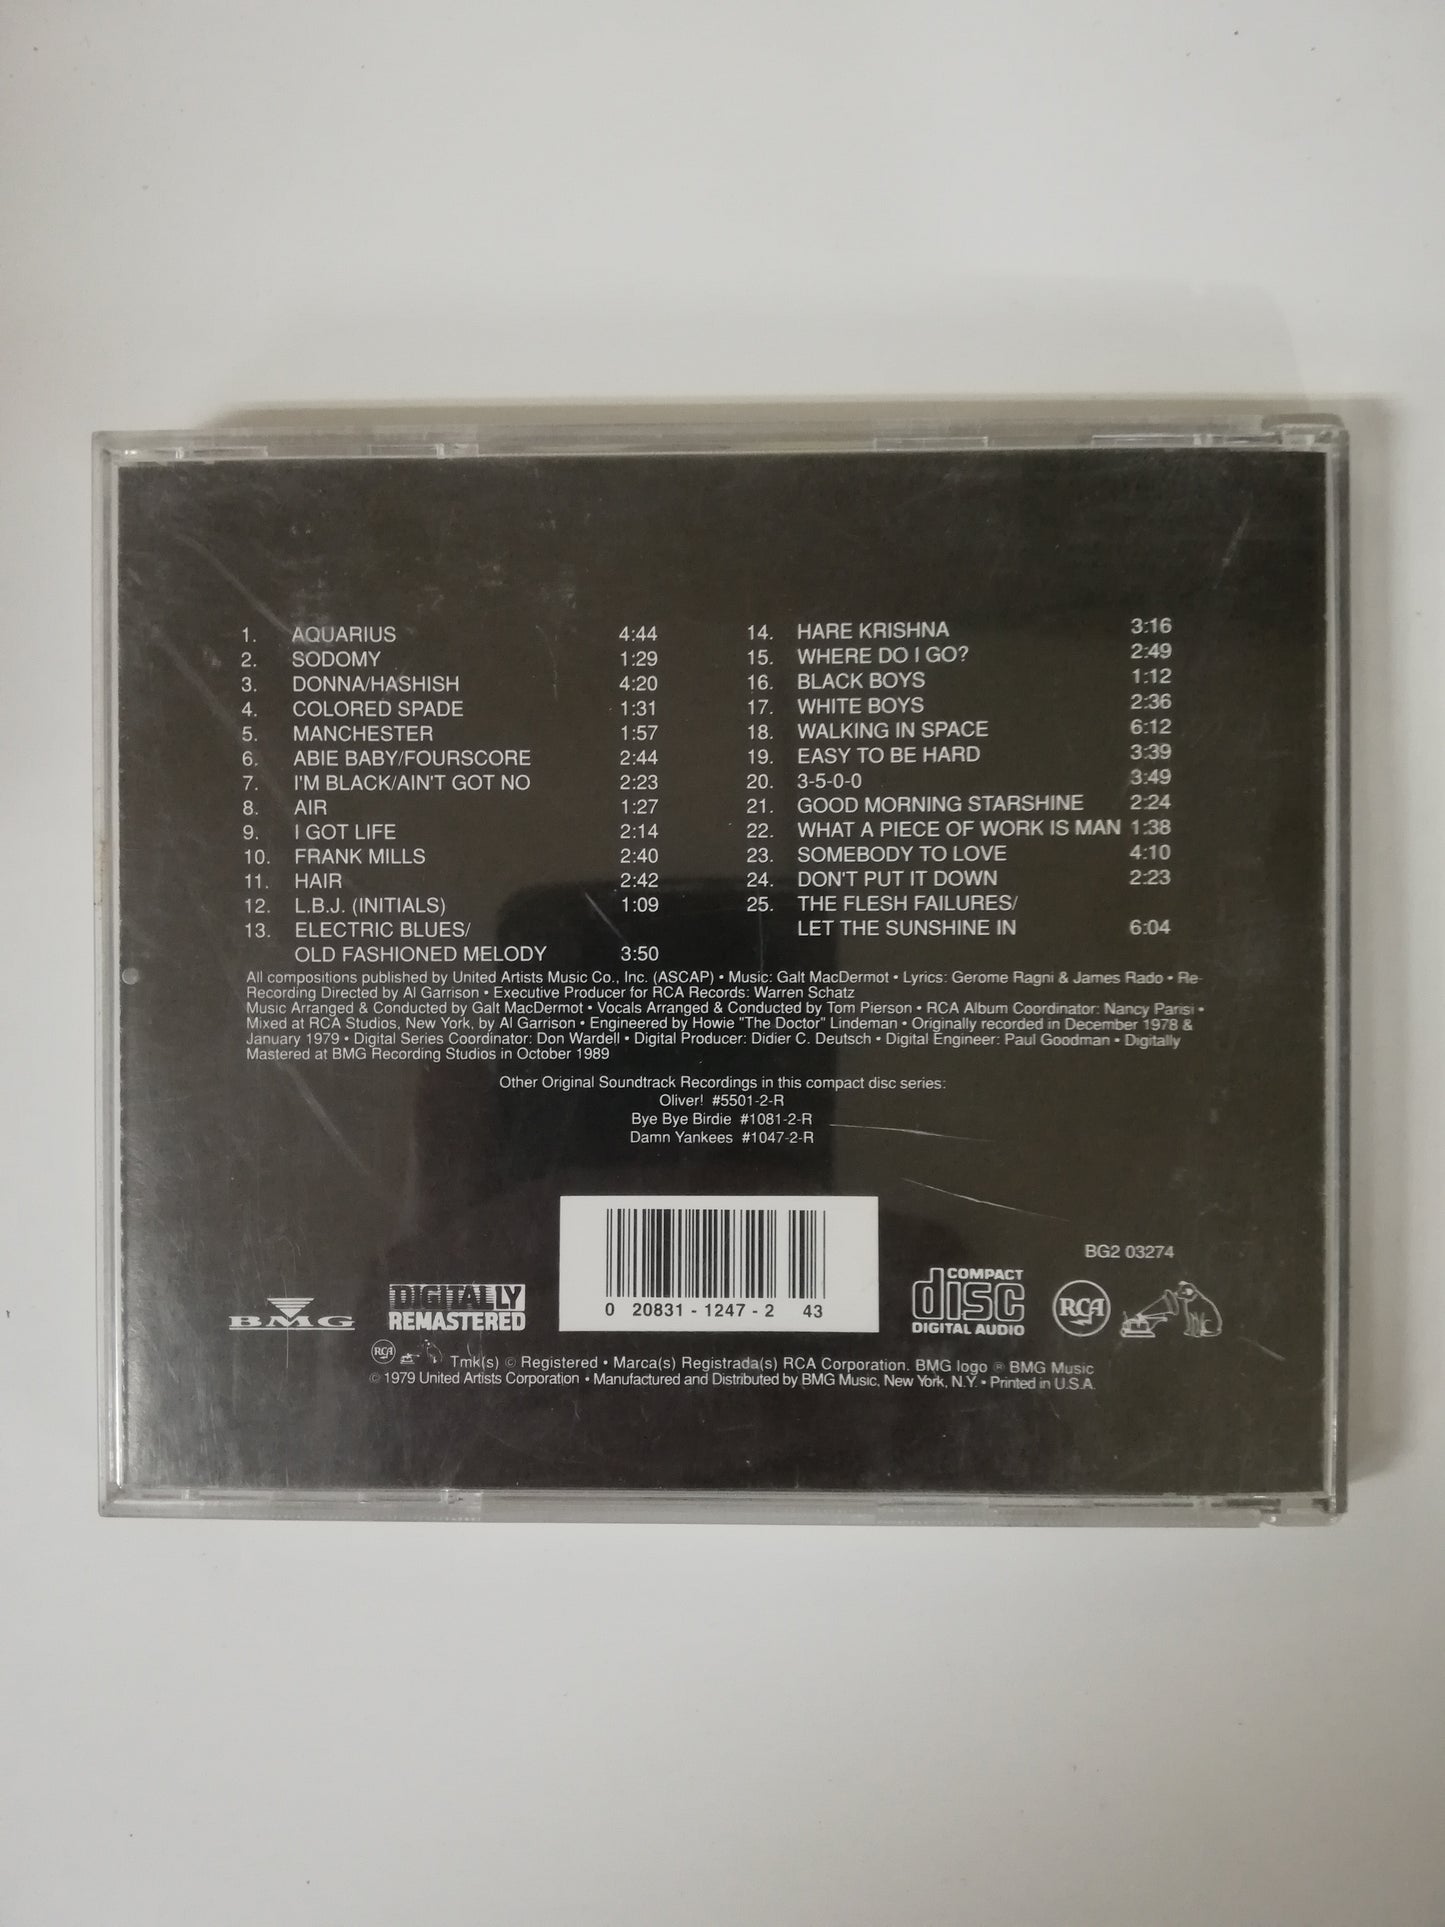 1. AQUARIUS 4:44
2. SODOMY 1:29
3. DONNA/HASHISH 4:20
4. COLORED SPADE 1:31
5. MANCHESTER 1:57
6. ABIE BABY/FOURSCORE 2:44
7. I'M BLACK/AIN'T GOT NO 2:23
8. AIR 1:27
9. I GOT LIFE 2:14
10. FRANK MILLS 2:40
11. HAIR 2:42
12. L.B.J. (INITIALS) 1:09
13. ELECTRIC BLUES/
OLD FASHIONED MELODY 3:50
14. HARE KRISHNA 3:16
15. WHERE DO I GO? 2:49
16. BLACK BOYS 1:12
17. WHITE BOYS 2:36
18. WALKING IN SPACE 6:12
19. EASY TO BE HARD 3:39
20. 3-5-0-0 3:49
21. GOOD MORNING STARSHINE 2:24
22. WHAT A PIECE OF WORK IS MAN 1:38
23. SOMEBODY TO LOVE 4:10
24. DON'T PUT IT DOWN 2:23
25. THE FLESH FAILURES/
LET THE SUNSHINE IN 6:04
All compositions published by United Artists Music Co., Inc. (ASCAP) • Music: Galt MacDermot • Lyrics: Gerome Ragni & James Rado • Re-
Recording Directed by Al Garrison • Executive Producer for RCA Records: Warren Schatz
Music Arranged & Conducted by Galt MacDermot • Vocals Arranged & Conducted by Tom Pierson • RCA Album Coordinator: Nancy Parisi •
Mixed at RCA Studios, New York, by Al Garrison • Engineered by Howie "The Doctor" Lindeman • Originally recorded in December 1978 &
January 1979 • Digital Series Coordinator: Don Wardell • Digital Producer: Didier C. Deutsch • Digital Engineer: Paul Goodman • Digitally
Mastered at BMG Recording Studios in October 1989
Other Original Soundtrack Recordings in this compact disc series:
Oliver! #5501-2-R
Bye Bye Birdie #1081-2-R
Damn Yankees #1047-2-R
BG2 03274
BMG
DIGITALLY
REMASTERED
0 20831 - 1247 - 2 43
COMPACT
disc
DIGITAL AUDIO
RCA
RCA Tmk(s) © Registered • Marca(s) Registrada(s) RCA Corporation. BMG logo ® BMG Music
© 1979 United Artists Corporation • Manufactured and Distributed by BMG Music, New York, N.Y. • Printed in U.S.A.